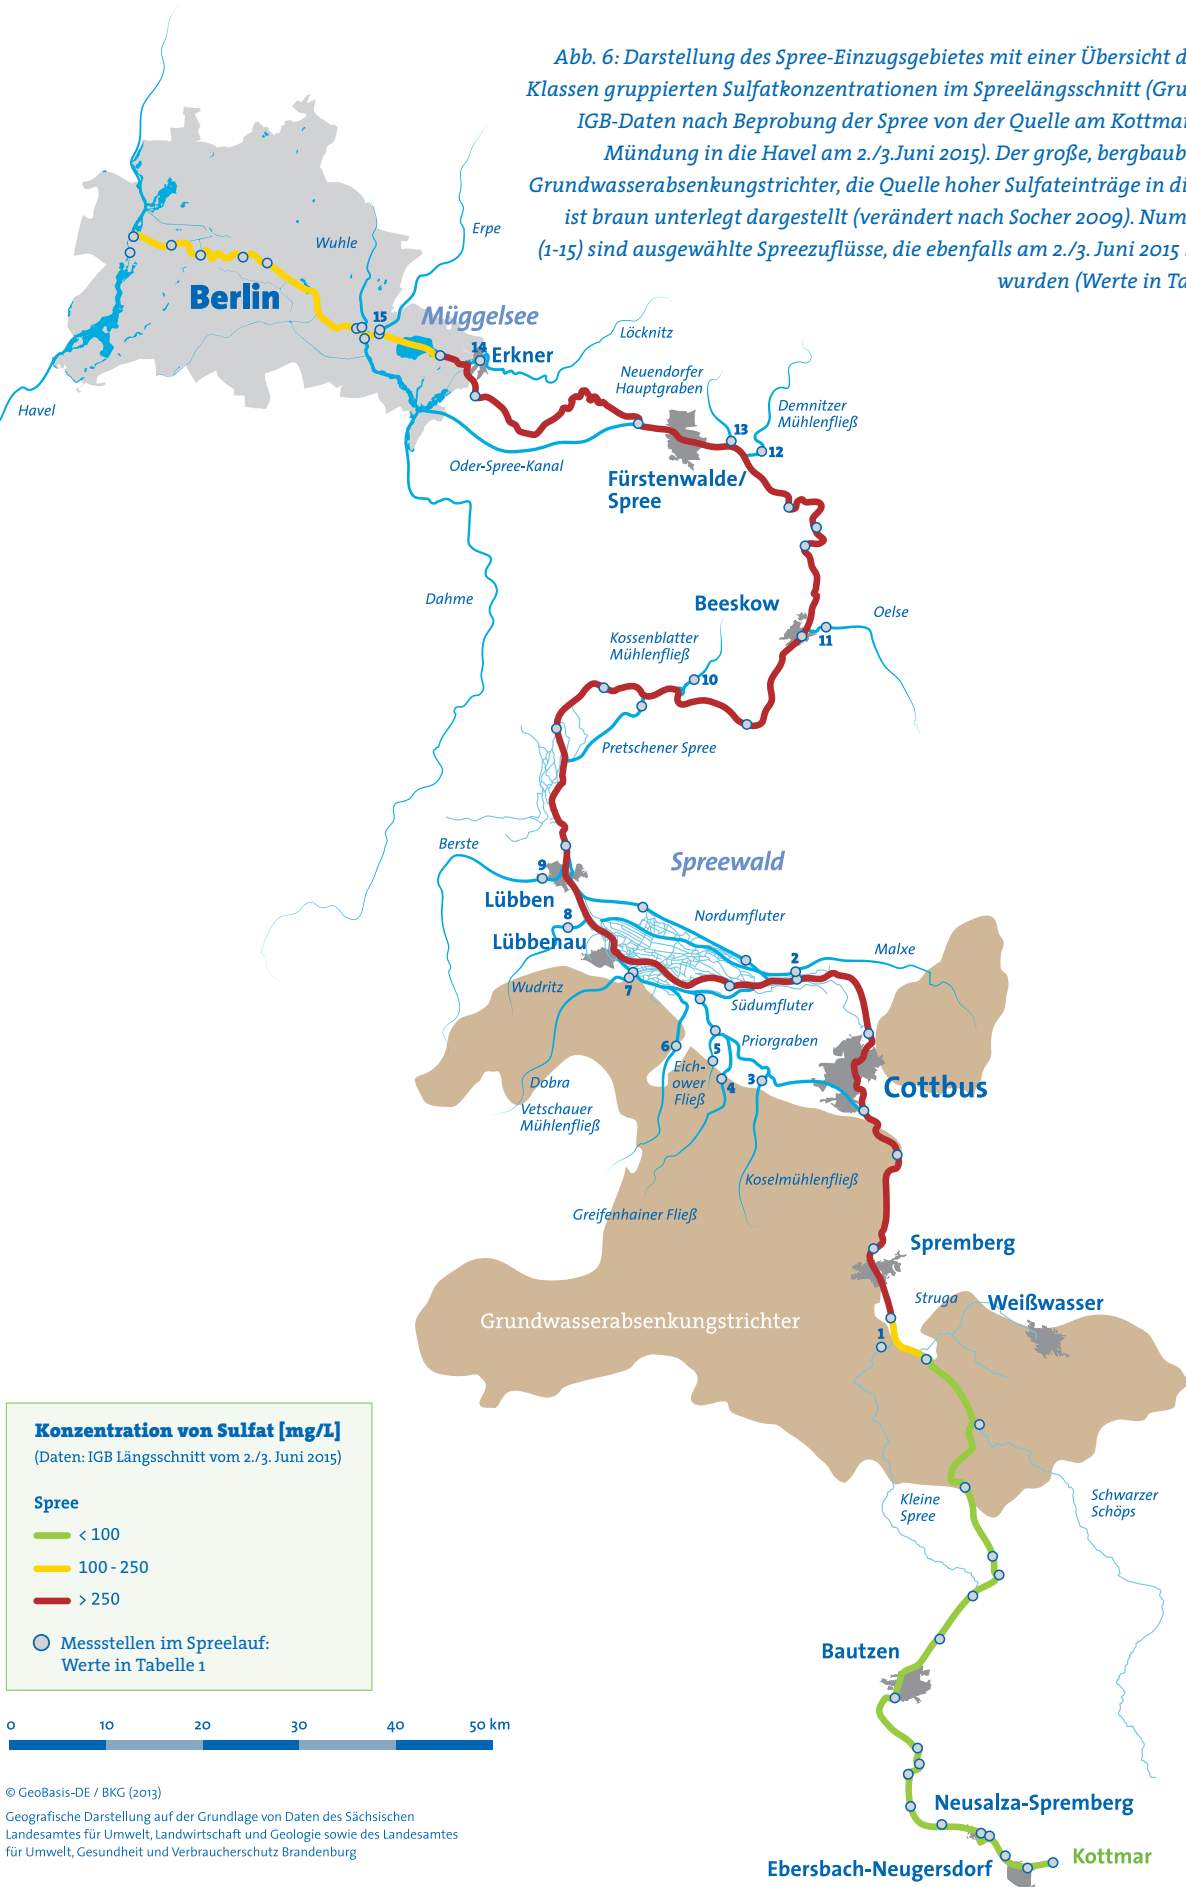 Abb. 6: Darstellung des Spree-Einzugsgebietes mit einer Übersicht d
Klassen gruppierten Sulfatkonzentrationen im Spreelängsschnitt (Gru
IGB-Daten nach Beprobung der Spree von der Quelle am Kottmar
Mündung in die Havel am 2./3.Juni 2015). Der große, bergbaub
Grundwasserabsenkungstrichter, die Quelle hoher Sulfateinträge in di
ist braun unterlegt dargestellt (verändert nach Socher 2009). Num
(1-15) sind ausgewählte Spreezuflüsse, die ebenfalls am 2./3. Juni 2015
wurden (Werte in Ta
Wuhle
Erpe
Berlin
15
Müggelsee
14
Erkner
Löcknitz
Neuendorfer
Hauptgraben
Havel
Demnitzer
Mühlenfließ
13
12
Oder-Spree-Kanal
Fürstenwalde/
Spree
Dahme
Beeskow
Oelse
11
Kossenblatter
Mühlenfließ
10
Pretschener Spree
Berste
9
Spreewald
Lübben
8
Nordumfluter
Lübbenau
2
Malxe
Wudritz
7
Südumfluter
Priorgraben
6
5
Eich-
ower
Fließ
4
3
Dobra
Cottbus
Vetschauer
Mühlenfließ
Koselmühlenfließ
Greifenhainer Fließ
Spremberg
Struga
Weißwasser
Grundwasserabsenkungstrichter
1
Konzentration von Sulfat [mg/L]
(Daten: IGB Längsschnitt vom 2./3. Juni 2015)
Spree
< 100
100 - 250
> 250
Messstellen im Spreelauf:
Werte in Tabelle 1
Kleine
Spree
Schwarzer
Schöps
Bautzen
0 10 20 30 40 50 km
© GeoBasis-DE / BKG (2013)
Geografische Darstellung auf der Grundlage von Daten des Sächsischen
Landesamtes für Umwelt, Landwirtschaft und Geologie sowie des Landesamtes
für Umwelt, Gesundheit und Verbraucherschutz Brandenburg
Neusalza-Spremberg
Kottmar
Ebersbach-Neugersdorf